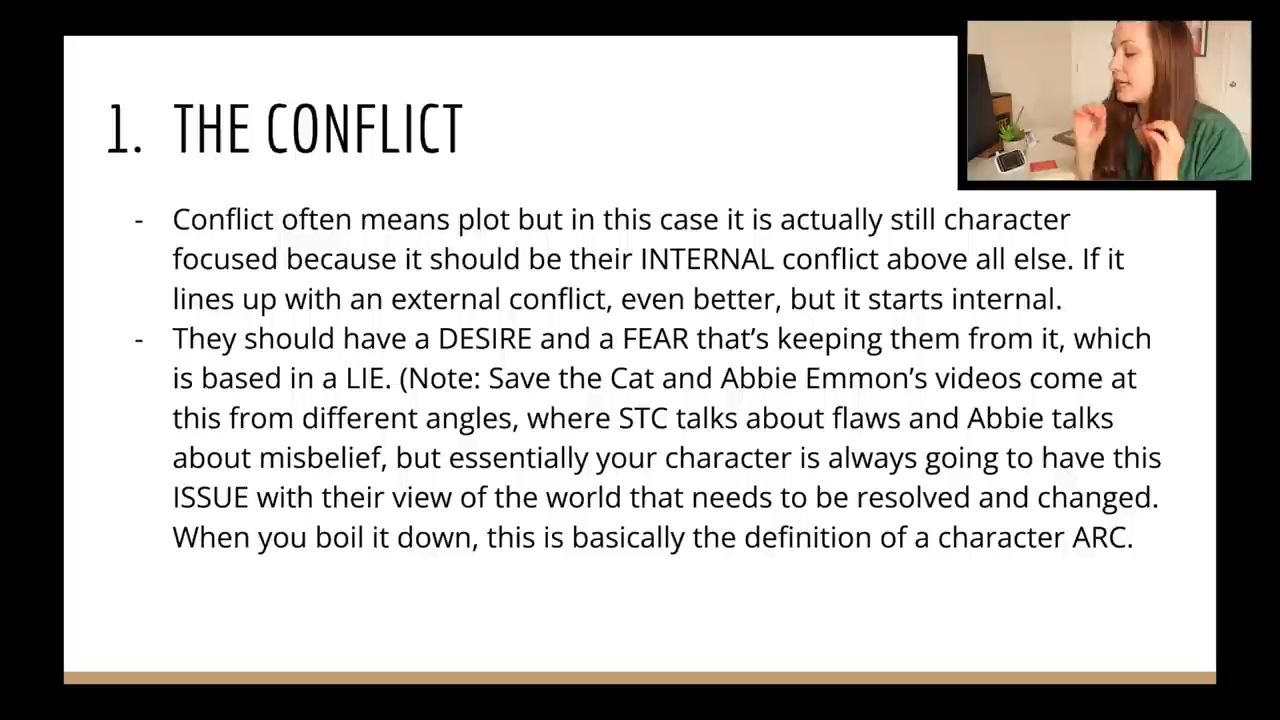 1. THE CONFLICT
- Conflict often means plot but in this case it is actually still character
focused because it should be their INTERNAL conflict above all else. If it
lines up with an external conflict, even better, but it starts internal.
- They should have a DESIRE and a FEAR that's keeping them from it, which
is based in a LIE. (Note: Save the Cat and Abbie Emmon's videos come at
this from different angles, where STC talks about flaws and Abbie talks
about misbelief, but essentially your character is always going to have this
ISSUE with their view of the world that needs to be resolved and changed.
When you boil it down, this is basically the definition of a character ARC.